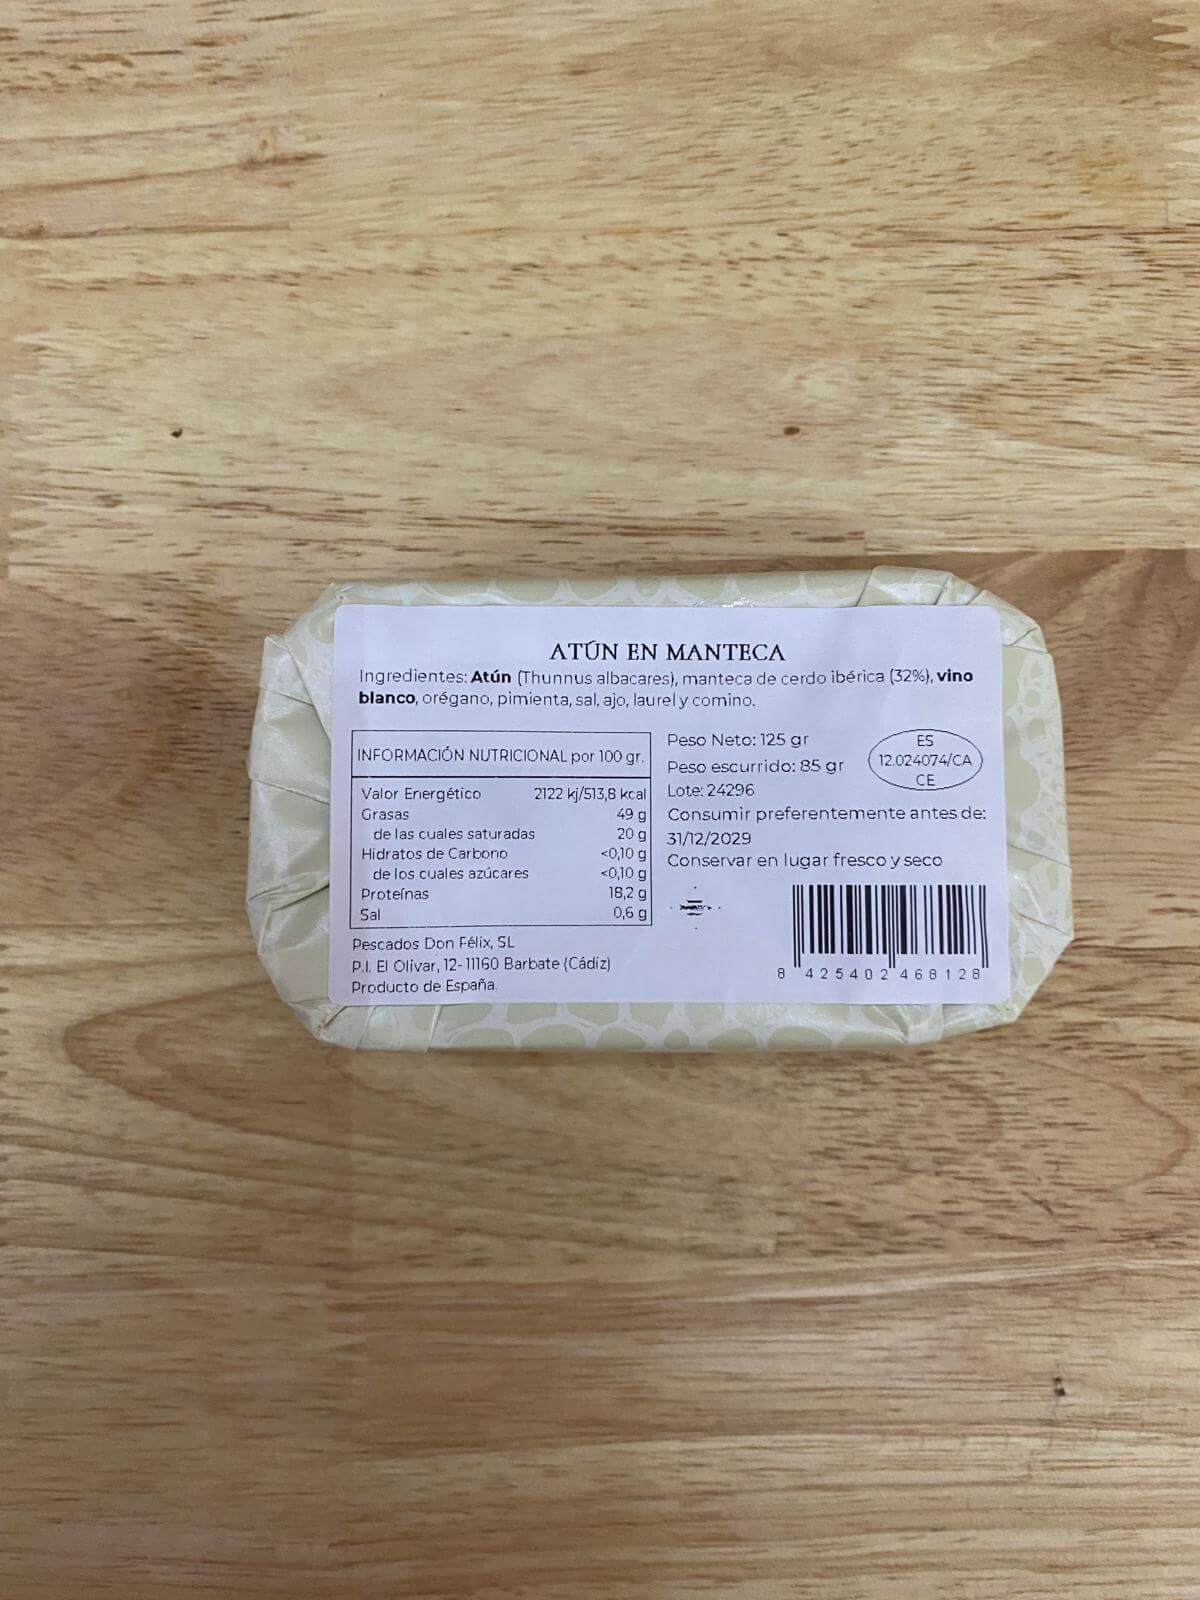 ATÚN EN MANTECA
Ingredientes: Atún (Thunnus albacares), manteca de cerdo ibérica (32%), vino
blanco, orégano, pimienta, sal, ajo, laurel y comino.
INFORMACIÓN NUTRICIONAL por 100 gr.
Valor Energético 2122 kj/513,8 kcal
Grasas 49 g
de las cuales saturadas 20 g
Hidratos de Carbono <0,10 g
de los cuales azúcares <0,10 g
Proteínas 18,2 g
Sal 0,6 g
Pescados Don Félix, SL
P.I. El Olivar, 12- 11160 Barbate (Cádiz)
Producto de España.
Peso Neto: 125 gr
Peso escurrido: 85 gr
Lote: 24296
Consumir preferentemente antes de:
31/12/2029
Conservar en lugar fresco y seco
ES
12.024074/CA
CE
8 425402 468128